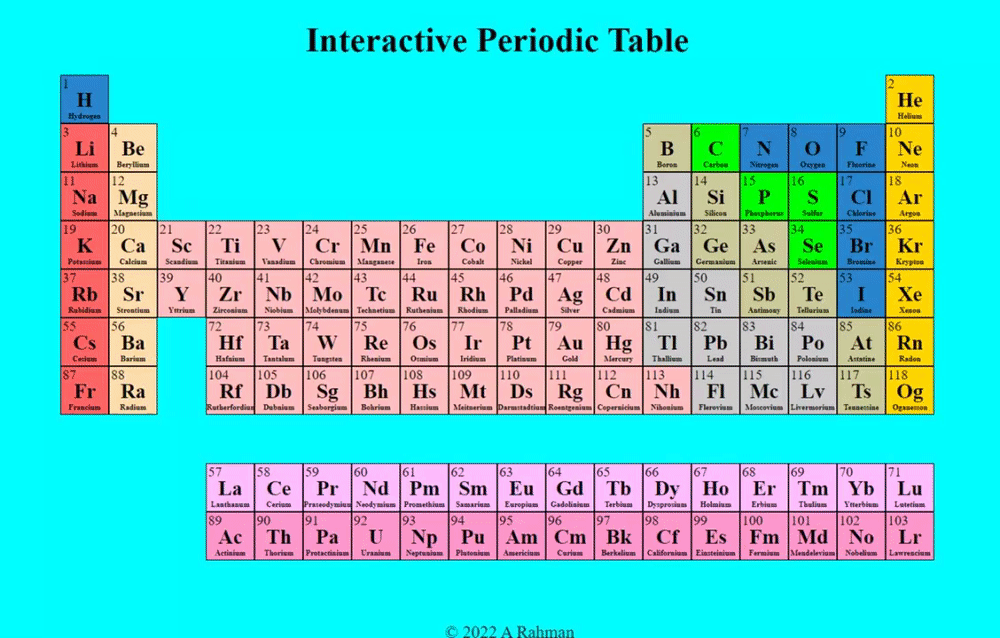 Interactive Periodic Table
1 2
H He
Hydrogen Helium
3 4 5 6 7 8 9 10
Li Be B C N O F Ne
Lithium Beryllium Boron Carbon Nitrogen Oxygen Fluorine Neon
11 12 13 14 15 16 17 18
Na Mg Al Si P S Cl Ar
Sodium Magnesium Aluminium Silicon Phosphorus Sulfur Chlorine Argon
19 20 21 22 23 24 25 26 27 28 29 30 31 32 33 34 35 36
K Ca Sc Ti V Cr Mn Fe Co Ni Cu Zn Ga Ge As Se Br Kr
Potassium Calcium Scandium Titanium Vanadium Chromium Manganese Iron Cobalt Nickel Copper Zinc Gallium Germanium Arsenic Selenium Bromine Krypton
37 38 39 40 41 42 43 44 45 46 47 48 49 50 51 52 53 54
Rb Sr Y Zr Nb Mo Tc Ru Rh Pd Ag Cd In Sn Sb Te I Xe
Rubidium Strontium Yttrium Zirconium Niobium Molybdenum Technetium Ruthenium Rhodium Palladium Silver Cadmium Indium Tin Antimony Tellurium Iodine Xenon
55 56 72 73 74 75 76 77 78 79 80 81 82 83 84 85 86
Cs Ba Hf Ta W Re Os Ir Pt Au Hg Tl Pb Bi Po At Rn
Cesium Barium Hafnium Tantalum Tungsten Rhenium Osmium Iridium Platinum Gold Mercury Thallium Lead Bismuth Polonium Astatine Radon
87 88 104 105 106 107 108 109 110 111 112 113 114 115 116 117 118
Fr Ra Rf Db Sg Bh Hs Mt Ds Rg Cn Nh Fl Mc Lv Ts Og
Francium Radium Rutherfordium Dubnium Seaborgium Bohrium Hassium Meitnerium Darmstadtium Roentgenium Copernicium Nihonium Flerovium Moscovium Livermorium Tennessine Oganesson
57 58 59 60 61 62 63 64 65 66 67 68 69 70 71
La Ce Pr Nd Pm Sm Eu Gd Tb Dy Ho Er Tm Yb Lu
Lanthanum Cerium Praseodymium Neodymium Promethium Samarium Europium Gadolinium Terbium Dysprosium Holmium Erbium Thulium Ytterbium Lutetium
89 90 91 92 93 94 95 96 97 98 99 100 101 102 103
Ac Th Pa U Np Pu Am Cm Bk Cf Es Fm Md No Lr
Actinium Thorium Protactinium Uranium Neptunium Plutonium Americium Curium Berkelium Californium Einsteinium Fermium Mendelevium Nobelium Lawrencium
© 2022 A Rahman